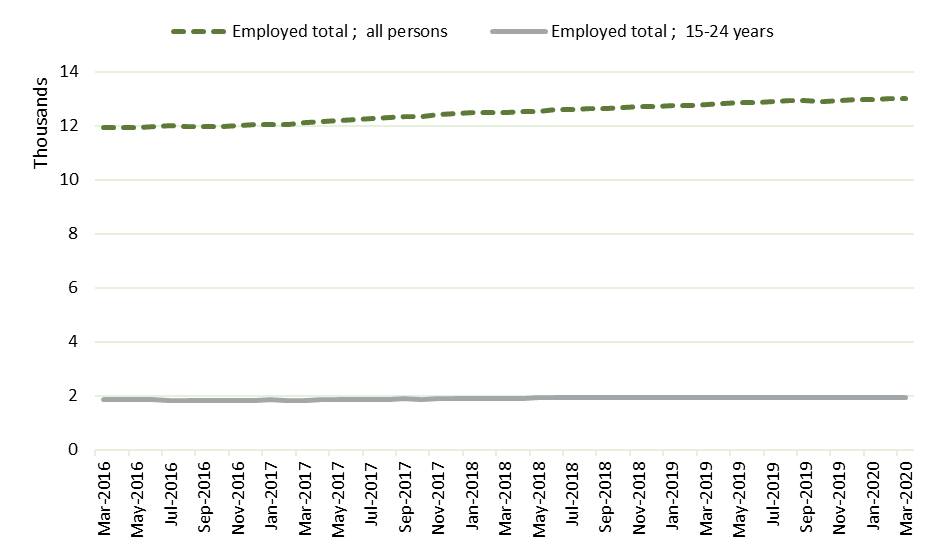 Employed total ; all persons
Employed total ; 15-24 years
Thousands
14
12
10
8
6
4
2
0
Mar-2016
May-2016
Jul-2016
Sep-2016
Nov-2016
Jan-2017
Mar-2017
May-2017
Jul-2017
Sep-2017
Nov-2017
Jan-2018
Mar-2018
May-2018
Jul-2018
Sep-2018
Nov-2018
Jan-2019
Mar-2019
May-2019
Jul-2019
Sep-2019
Nov-2019
Jan-2020
Mar-2020